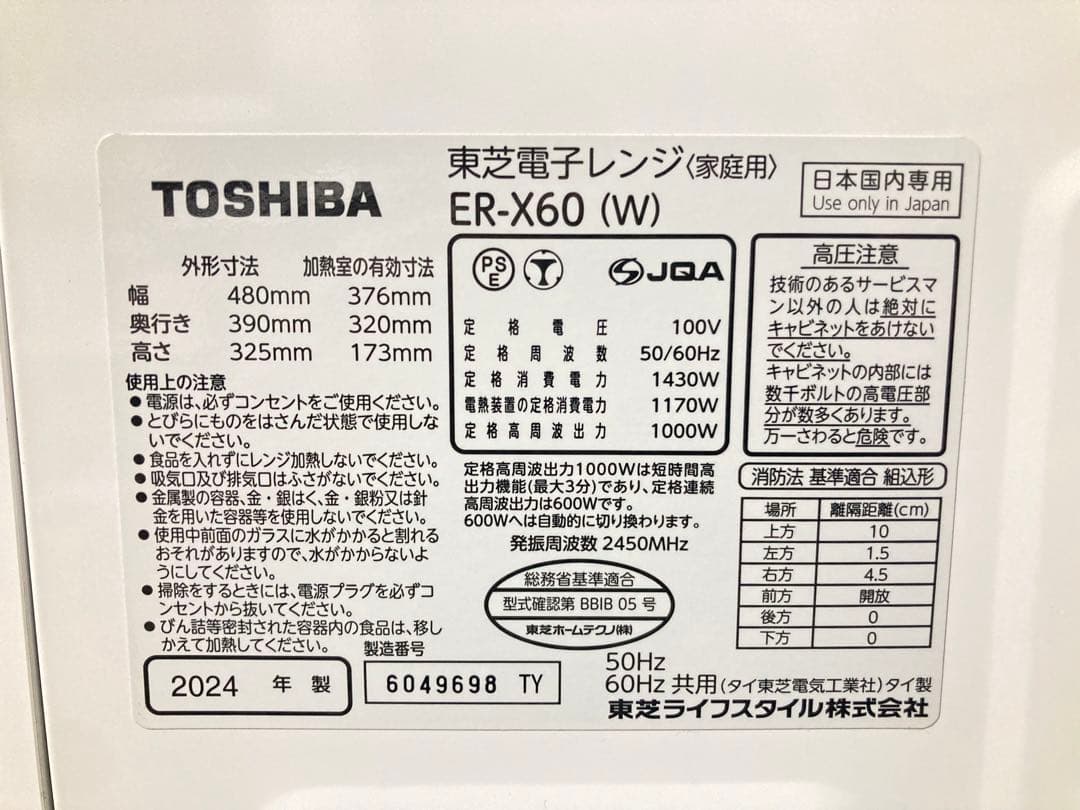 TOSHIBA
東芝電子レンジ〈家庭用〉
ER-X60 (W)
日本国内専用
Use only in Japan
外形寸法 加熱室の有効寸法
幅 480mm 376mm
奥行き 390mm 320mm
高さ 325mm 173mm
使用上の注意
●電源は、必ずコンセントをご使用ください。
●とびらにものをはさんだ状態で使用しな
いでください。
●食品を入れずにレンジ加熱しないでください。
●吸気口及び排気口はふさがないでください。
●金属製の容器、金・銀はく、金・銀粉又は針
金を用いた容器等を使用しないでください。
●使用中前面のガラスに水がかかると割れる
おそれがありますので、水がかからないよ
うにしてください。
●掃除をするときには、電源プラグを必ずコ
ンセントから抜いてください。
●びん詰等密封された容器内の食品は、移し
かえて加熱してください。
2024 年 製
製造番号
6049698 TY
PS
E
JQA
定格電圧 100V
定格周波数 50/60Hz
定格消費電力 1430W
電熱装置の定格消費電力 1170W
定格高周波出力 1000W
定格高周波出力1000Wは短時間高
出力機能(最大3分)であり、定格連続
高周波出力は600Wです。
600Wへは自動的に切り換わります。
発振周波数 2450MHz
総務省基準適合
型式確認第 BBIB 05 号
東芝ホームテクノ(株)
高圧注意
技術のあるサービスマ
ン以外の人は絶対に
キャビネットをあけない
でください。
キャビネットの内部には
数千ボルトの高電圧部
分が数多くあります。
万一さわると危険です。
消防法 基準適合 組込形
場所 離隔距離(cm)
上方 10
左方 1.5
右方 4.5
前方 開放
後方 0
下方 0
50Hz
60Hz 共用(タイ東芝電気工業社)タイ製
東芝ライフスタイル株式会社